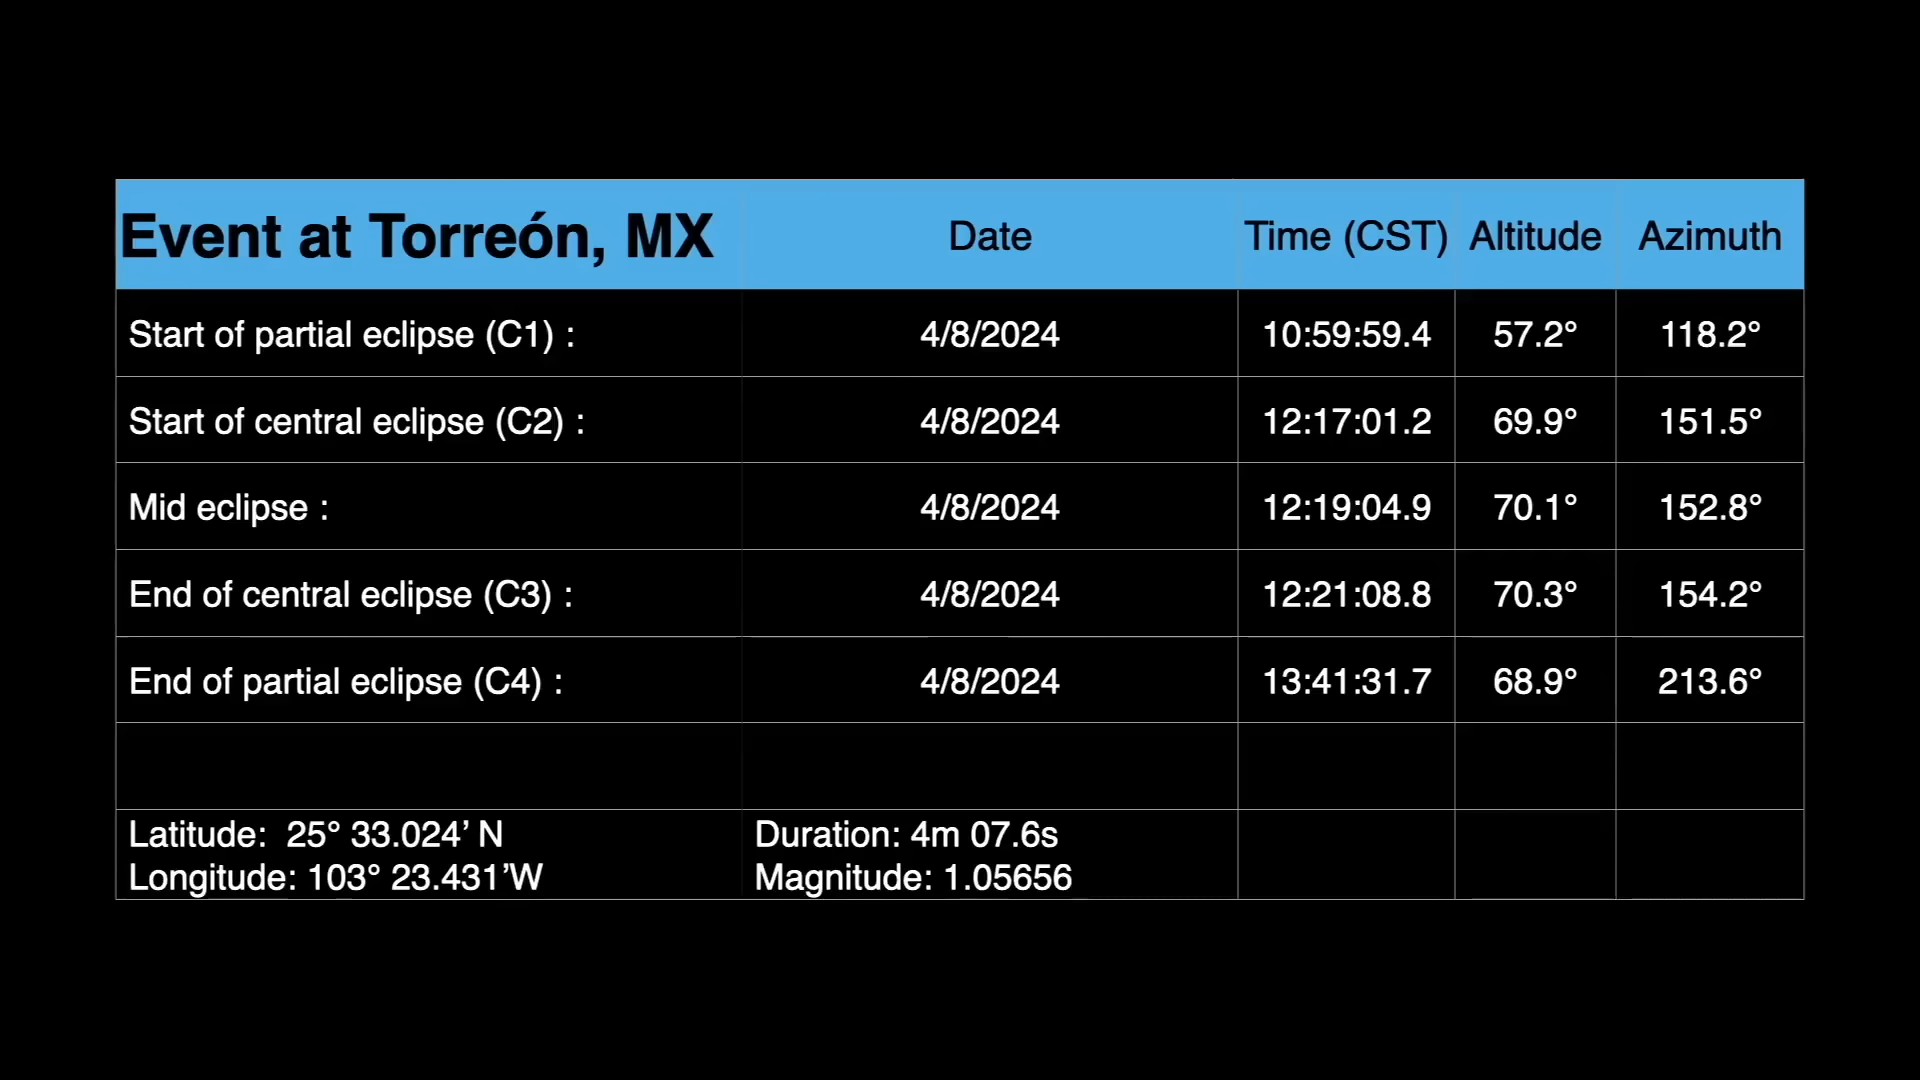 Event at Torreón, MX Date Time (CST) Altitude Azimuth
Start of partial eclipse (C1) : 4/8/2024 10:59:59.4 57.2° 118.2°
Start of central eclipse (C2) : 4/8/2024 12:17:01.2 69.9° 151.5°
Mid eclipse : 4/8/2024 12:19:04.9 70.1° 152.8°
End of central eclipse (C3) : 4/8/2024 12:21:08.8 70.3° 154.2°
End of partial eclipse (C4) : 4/8/2024 13:41:31.7 68.9° 213.6°
Latitude: 25° 33.024’ N Duration: 4m 07.6s
Longitude: 103° 23.431’W Magnitude: 1.05656